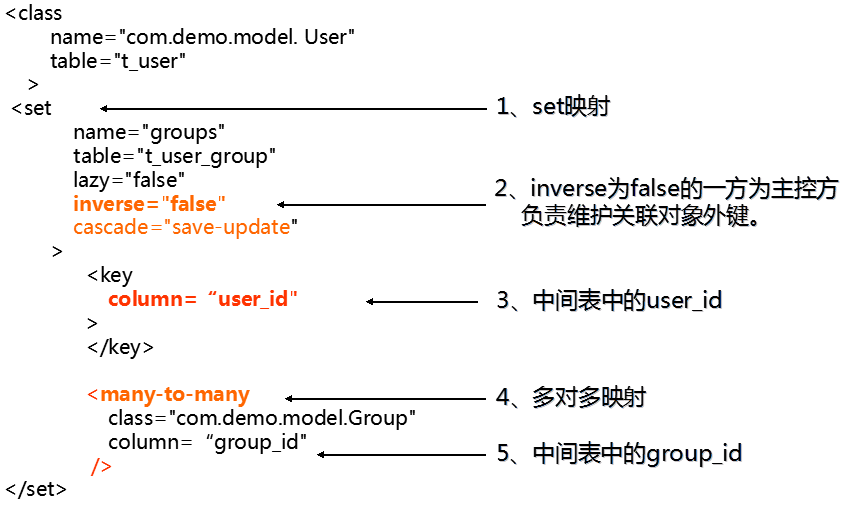 <class
name="com.demo.model. User"
table="t_user"
>
<set
1、set映射
name="groups"
table="t_user_group"
lazy="false"
inverse="false"
2、inverse为false的一方为主控方
负责维护关联对象外键。
cascade="save-update"
>
<key
column=“user_id"
3、中间表中的user_id
>
</key>
<many-to-many
4、多对多映射
class="com.demo.model.Group"
column=“group_id"
5、中间表中的group_id
/>
</set>